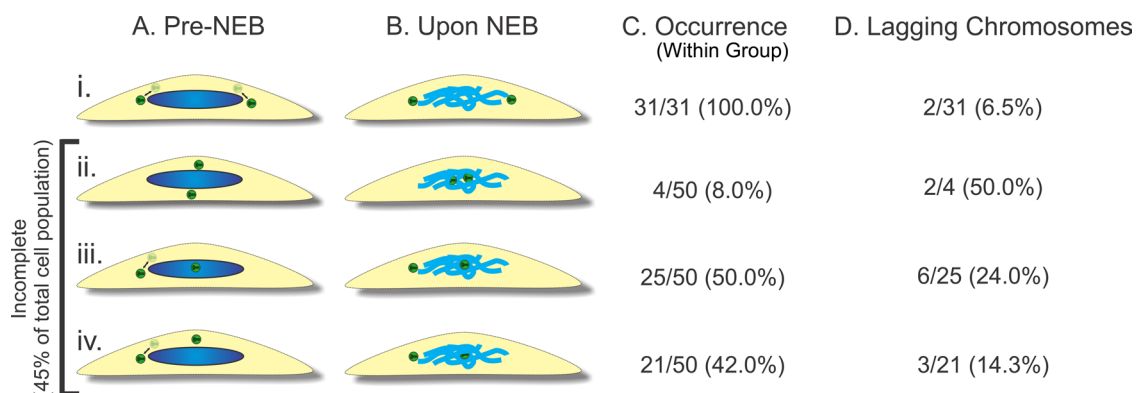 A. Pre-NEB
B. Upon NEB
C. Occurrence
(Within Group)
D. Lagging Chromosomes
i.
31/31 (100.0%)
2/31 (6.5%)
Incomplete
(45% of total cell population)
ii.
4/50 (8.0%)
2/4 (50.0%)
iii.
25/50 (50.0%)
6/25 (24.0%)
iv.
21/50 (42.0%)
3/21 (14.3%)